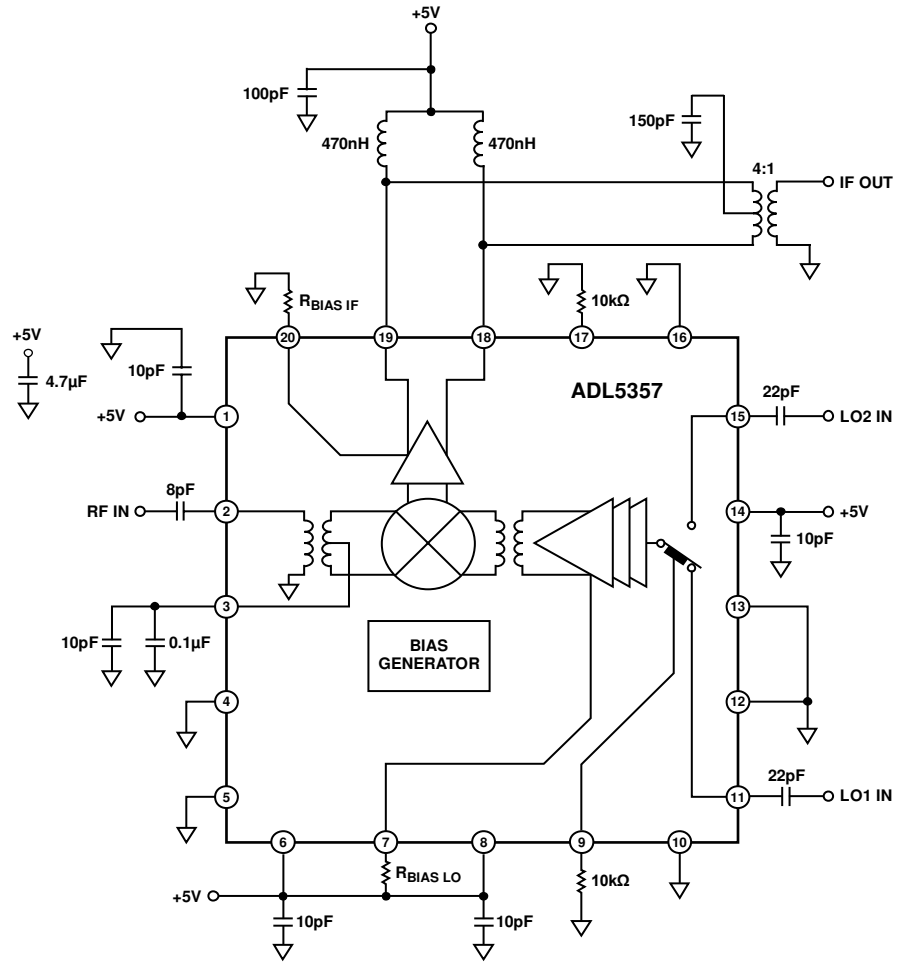 +5V
100pF
470nH
470nH
150pF
4:1
IF OUT
R_BIAS IF
10kΩ
20
19
18
17
16
+5V
4.7µF
10pF
+5V
1
ADL5357
22pF
15
LO2 IN
8pF
RF IN
2
14
+5V
10pF
3
10pF
0.1µF
13
BIAS
GENERATOR
4
12
5
22pF
11
LO1 IN
6
7
8
9
10
R_BIAS LO
10kΩ
+5V
10pF
10pF